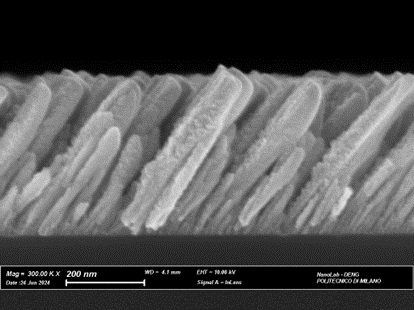 Mag = 300.00 K X 200 nm WD = 4.1 mm EHT = 10.00 kV NanoLab - DENG
Date :24 Jun 2024 Signal A = InLens POLITECNICO DI MILANO